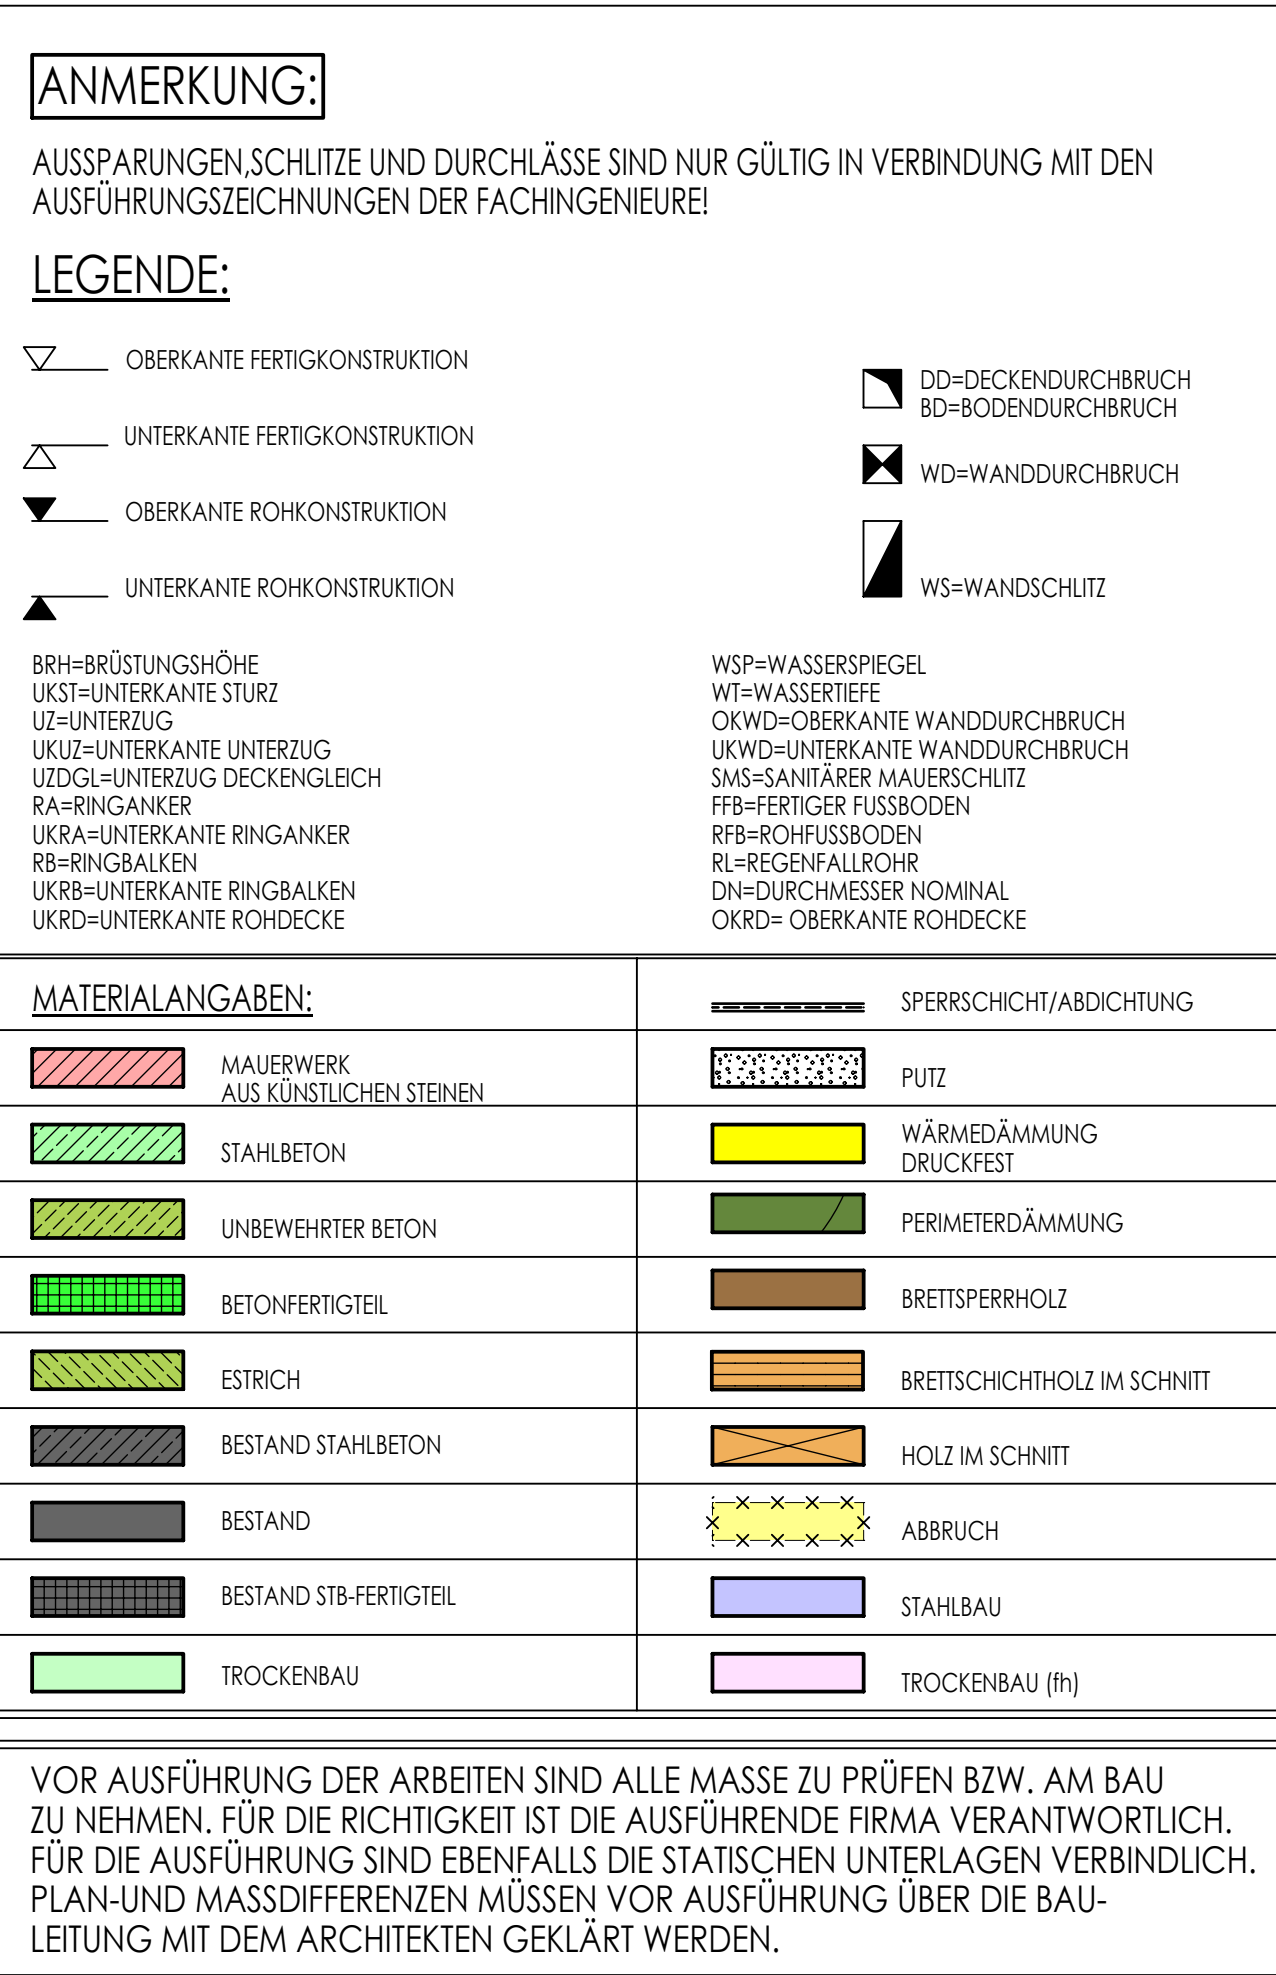 ANMERKUNG:
AUSSPARUNGEN,SCHLITZE UND DURCHLÄSSE SIND NUR GÜLTIG IN VERBINDUNG MIT DEN
AUSFÜHRUNGSZEICHNUNGEN DER FACHINGENIEURE!
LEGENDE:
OBERKANTE FERTIGKONSTRUKTION
UNTERKANTE FERTIGKONSTRUKTION
OBERKANTE ROHKONSTRUKTION
UNTERKANTE ROHKONSTRUKTION
DD=DECKENDURCHBRUCH
BD=BODENDURCHBRUCH
WD=WANDDURCHBRUCH
WS=WANDSCHLITZ
BRH=BRÜSTUNGSHÖHE
UKST=UNTERKANTE STURZ
UZ=UNTERZUG
UKUZ=UNTERKANTE UNTERZUG
UZDGL=UNTERZUG DECKENGLEICH
RA=RINGANKER
UKRA=UNTERKANTE RINGANKER
RB=RINGBALKEN
UKRB=UNTERKANTE RINGBALKEN
UKRD=UNTERKANTE ROHDECKE
WSP=WASSERSPIEGEL
WT=WASSERTIEFE
OKWD=OBERKANTE WANDDURCHBRUCH
UKWD=UNTERKANTE WANDDURCHBRUCH
SMS=SANITÄRER MAUERSCHLITZ
FFB=FERTIGER FUSSBODEN
RFB=ROHFUSSBODEN
RL=REGENFALLROHR
DN=DURCHMESSER NOMINAL
OKRD= OBERKANTE ROHDECKE
MATERIALANGABEN:
MAUERWERK
AUS KÜNSTLICHEN STEINEN
STAHLBETON
UNBEWEHRTER BETON
BETONFERTIGTEIL
ESTRICH
BESTAND STAHLBETON
BESTAND
BESTAND STB-FERTIGTEIL
TROCKENBAU
SPERRSCHICHT/ABDICHTUNG
PUTZ
WÄRMEDÄMMUNG
DRUCKFEST
PERIMETERDÄMMUNG
BRETTSPERRHOLZ
BRETTSCHICHTHOLZ IM SCHNITT
HOLZ IM SCHNITT
ABBRUCH
STAHLBAU
TROCKENBAU (fh)
VOR AUSFÜHRUNG DER ARBEITEN SIND ALLE MASSE ZU PRÜFEN BZW. AM BAU
ZU NEHMEN. FÜR DIE RICHTIGKEIT IST DIE AUSFÜHRENDE FIRMA VERANTWORTLICH.
FÜR DIE AUSFÜHRUNG SIND EBENFALLS DIE STATISCHEN UNTERLAGEN VERBINDLICH.
PLAN-UND MASSDIFFERENZEN MÜSSEN VOR AUSFÜHRUNG ÜBER DIE BAU-
LEITUNG MIT DEM ARCHITEKTEN GEKLÄRT WERDEN.